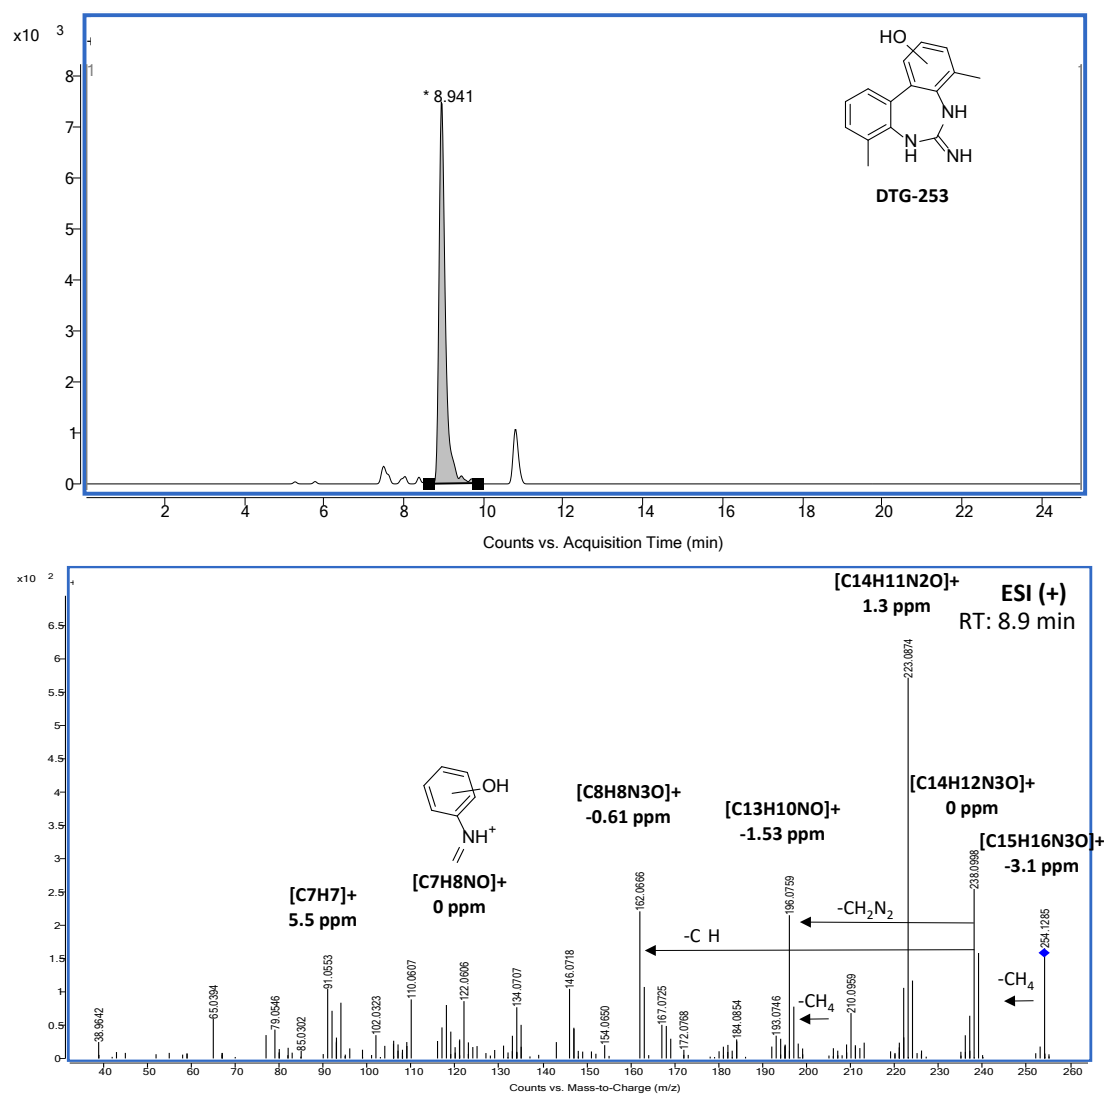 x10 3
+
1 1
8
* 8.941
7
6
5
4
3
2
1
0
2 4 6 8 10 12 14 16 18 20 22 24
Counts vs. Acquisition Time (min)
HO
NH
N
H
NH
DTG-253
x10 2
+
[C14H11N2O]+
1.3 ppm
ESI (+)
RT: 8.9 min
6.5
6
5.5
5
4.5
4
3.5
3
2.5
2
1.5
1
0.5
0
223.0874
OH
NH+
[C7H8NO]+
0 ppm
[C7H7]+
5.5 ppm
[C8H8N3O]+
-0.61 ppm
[C13H10NO]+
-1.53 ppm
[C14H12N3O]+
0 ppm
[C15H16N3O]+
-3.1 ppm
-CH2N2
-C H
-CH4
-CH4
38.9642
65.0394
79.0546
85.0302
91.0553
102.0323
110.0607
122.0606
134.0707
146.0718
154.0650
162.0666
167.0725
172.0768
184.0854
193.0746
196.0759
210.0959
238.0998
254.1285
40 50 60 70 80 90 100 110 120 130 140 150 160 170 180 190 200 210 220 230 240 250 260
Counts vs. Mass-to-Charge (m/z)